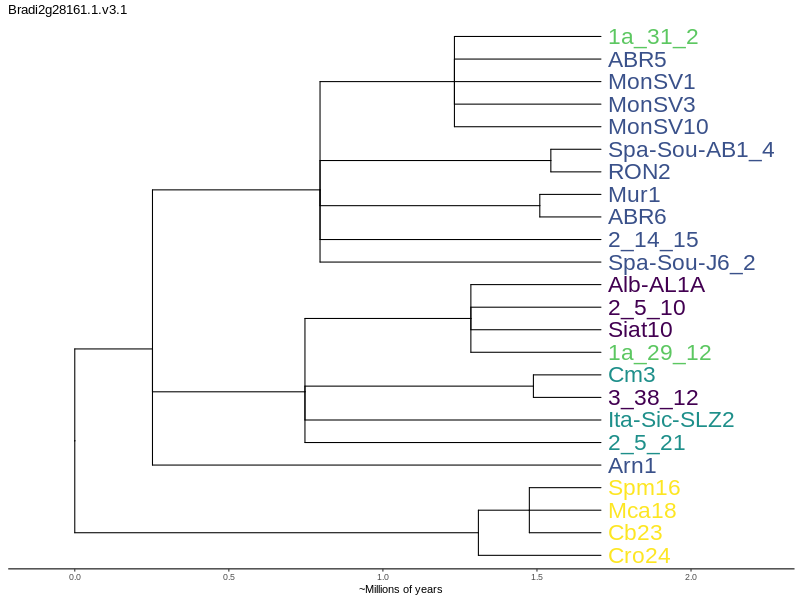 Bradi2g28161.1.v3.1
1a_31_2
ABR5
MonSV1
MonSV3
MonSV10
Spa-Sou-AB1_4
RON2
Mur1
ABR6
2_14_15
Spa-Sou-J6_2
Alb-AL1A
2_5_10
Siat10
1a_29_12
Cm3
3_38_12
Ita-Sic-SLZ2
2_5_21
Arn1
Spm16
Mca18
Cb23
Cro24
0.0 0.5 1.0 1.5 2.0
~Millions of years